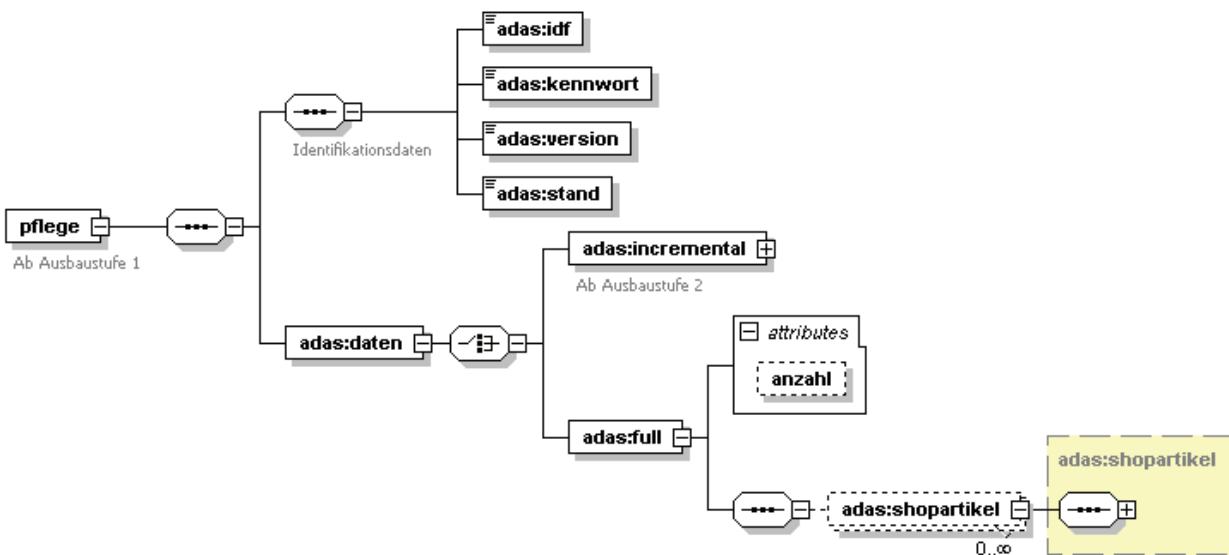 adas:idf
adas:kennwort
Identifikationsdaten
adas:version
adas:stand
pflege
Ab Ausbaustufe 1
adas:incremental
Ab Ausbaustufe 2
adas:daten
attributes
anzahl
adas:full
adas:shopartikel
adas:shopartikel
0..∞